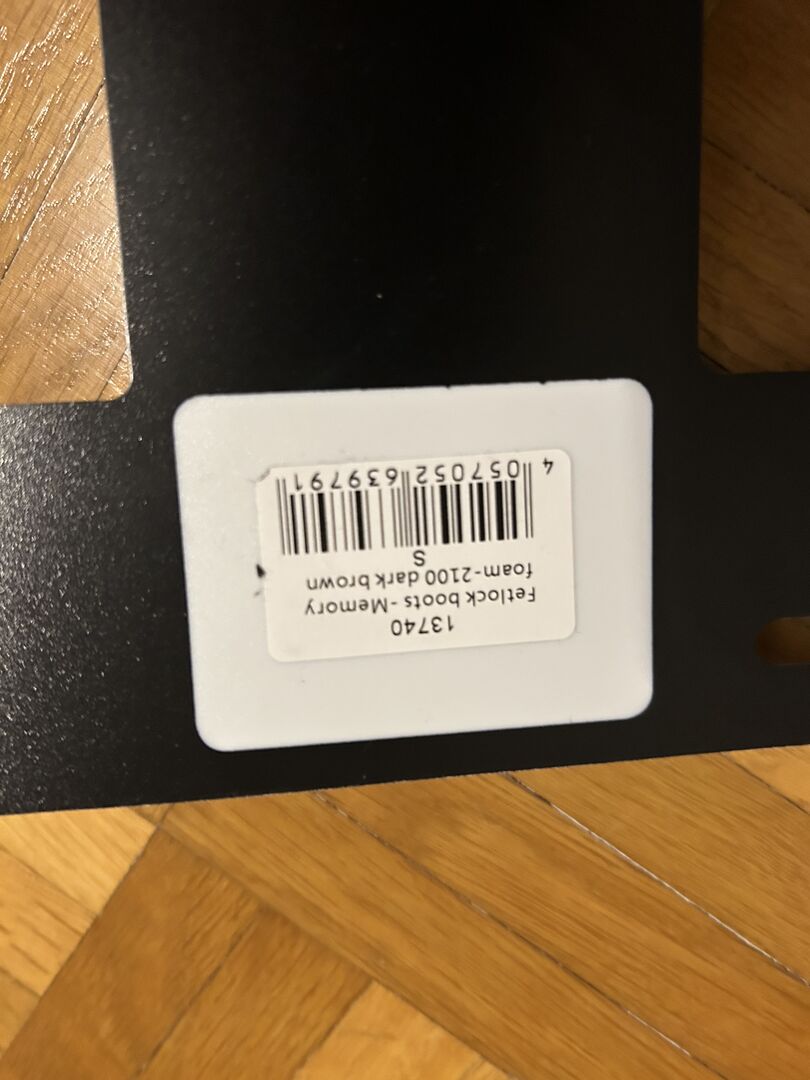 13740
Fetlock boots - Memory
foam-2100 dark brown
S
4 057052 639791